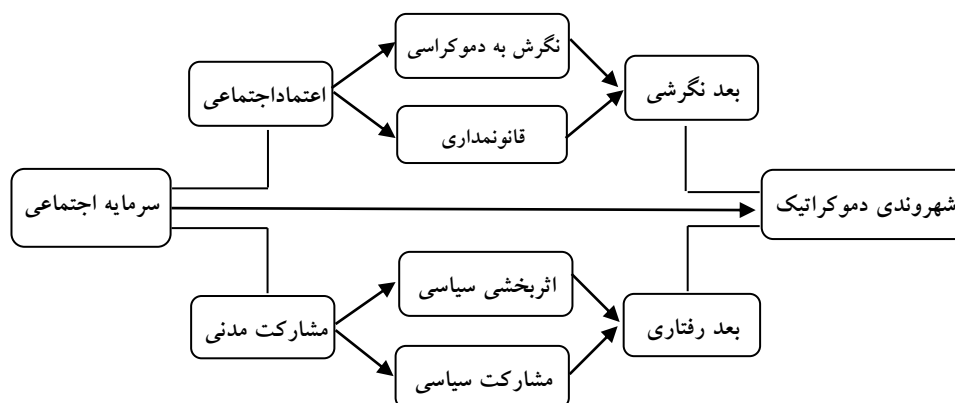 نگرش به دموکراسی
اعتماداجتماعی
بعد نگرشی
قانونمداری
سرمایه اجتماعی
شهروندی دموکراتیک
اثربخشی سیاسی
مشارکت مدنی
بعد رفتاری
مشارکت سیاسی